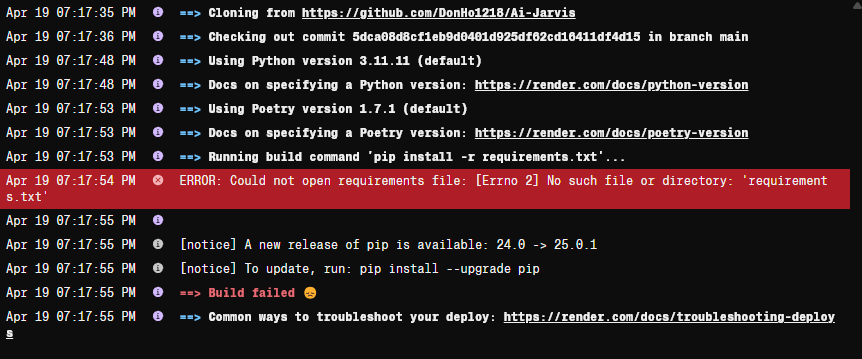 Apr 19 07:17:35 PM ==> Cloning from https://github.com/DonHo1218/Ai-Jarvis
Apr 19 07:17:36 PM ==> Checking out commit 5dca08d8cf1eb9d0401d925df62cd16411df4d15 in branch main
Apr 19 07:17:48 PM ==> Using Python version 3.11.11 (default)
Apr 19 07:17:48 PM ==> Docs on specifying a Python version: https://render.com/docs/python-version
Apr 19 07:17:53 PM ==> Using Poetry version 1.7.1 (default)
Apr 19 07:17:53 PM ==> Docs on specifying a Poetry version: https://render.com/docs/poetry-version
Apr 19 07:17:53 PM ==> Running build command 'pip install -r requirements.txt'...
Apr 19 07:17:54 PM ERROR: Could not open requirements file: [Errno 2] No such file or directory: 'requirement
s.txt'
Apr 19 07:17:55 PM
Apr 19 07:17:55 PM [notice] A new release of pip is available: 24.0 -> 25.0.1
Apr 19 07:17:55 PM [notice] To update, run: pip install --upgrade pip
Apr 19 07:17:55 PM ==> Build failed 😞
Apr 19 07:17:55 PM ==> Common ways to troubleshoot your deploy: https://render.com/docs/troubleshooting-deploy
s